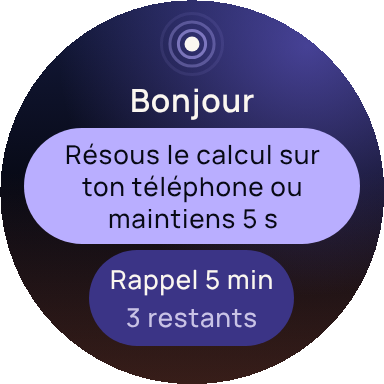 Bonjour
Résous le calcul sur
ton téléphone ou
maintiens 5 s
Rappel 5 min
3 restants